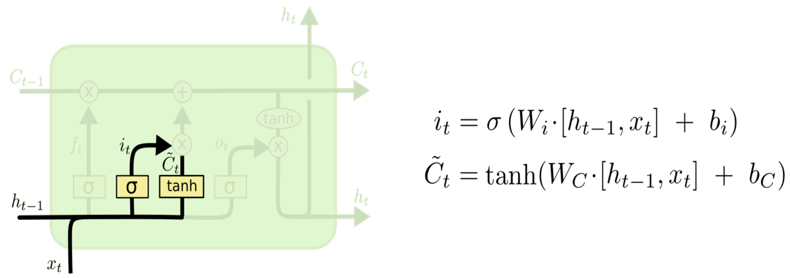 h_t
C_{t-1} C_t
x +
tanh
i_t f_t o_t x x
C̃_t
σ σ tanh σ
h_{t-1} h_t
x_t
i_t = σ (W_i·[h_{t-1}, x_t] + b_i)
C̃_t = tanh(W_C·[h_{t-1}, x_t] + b_C)